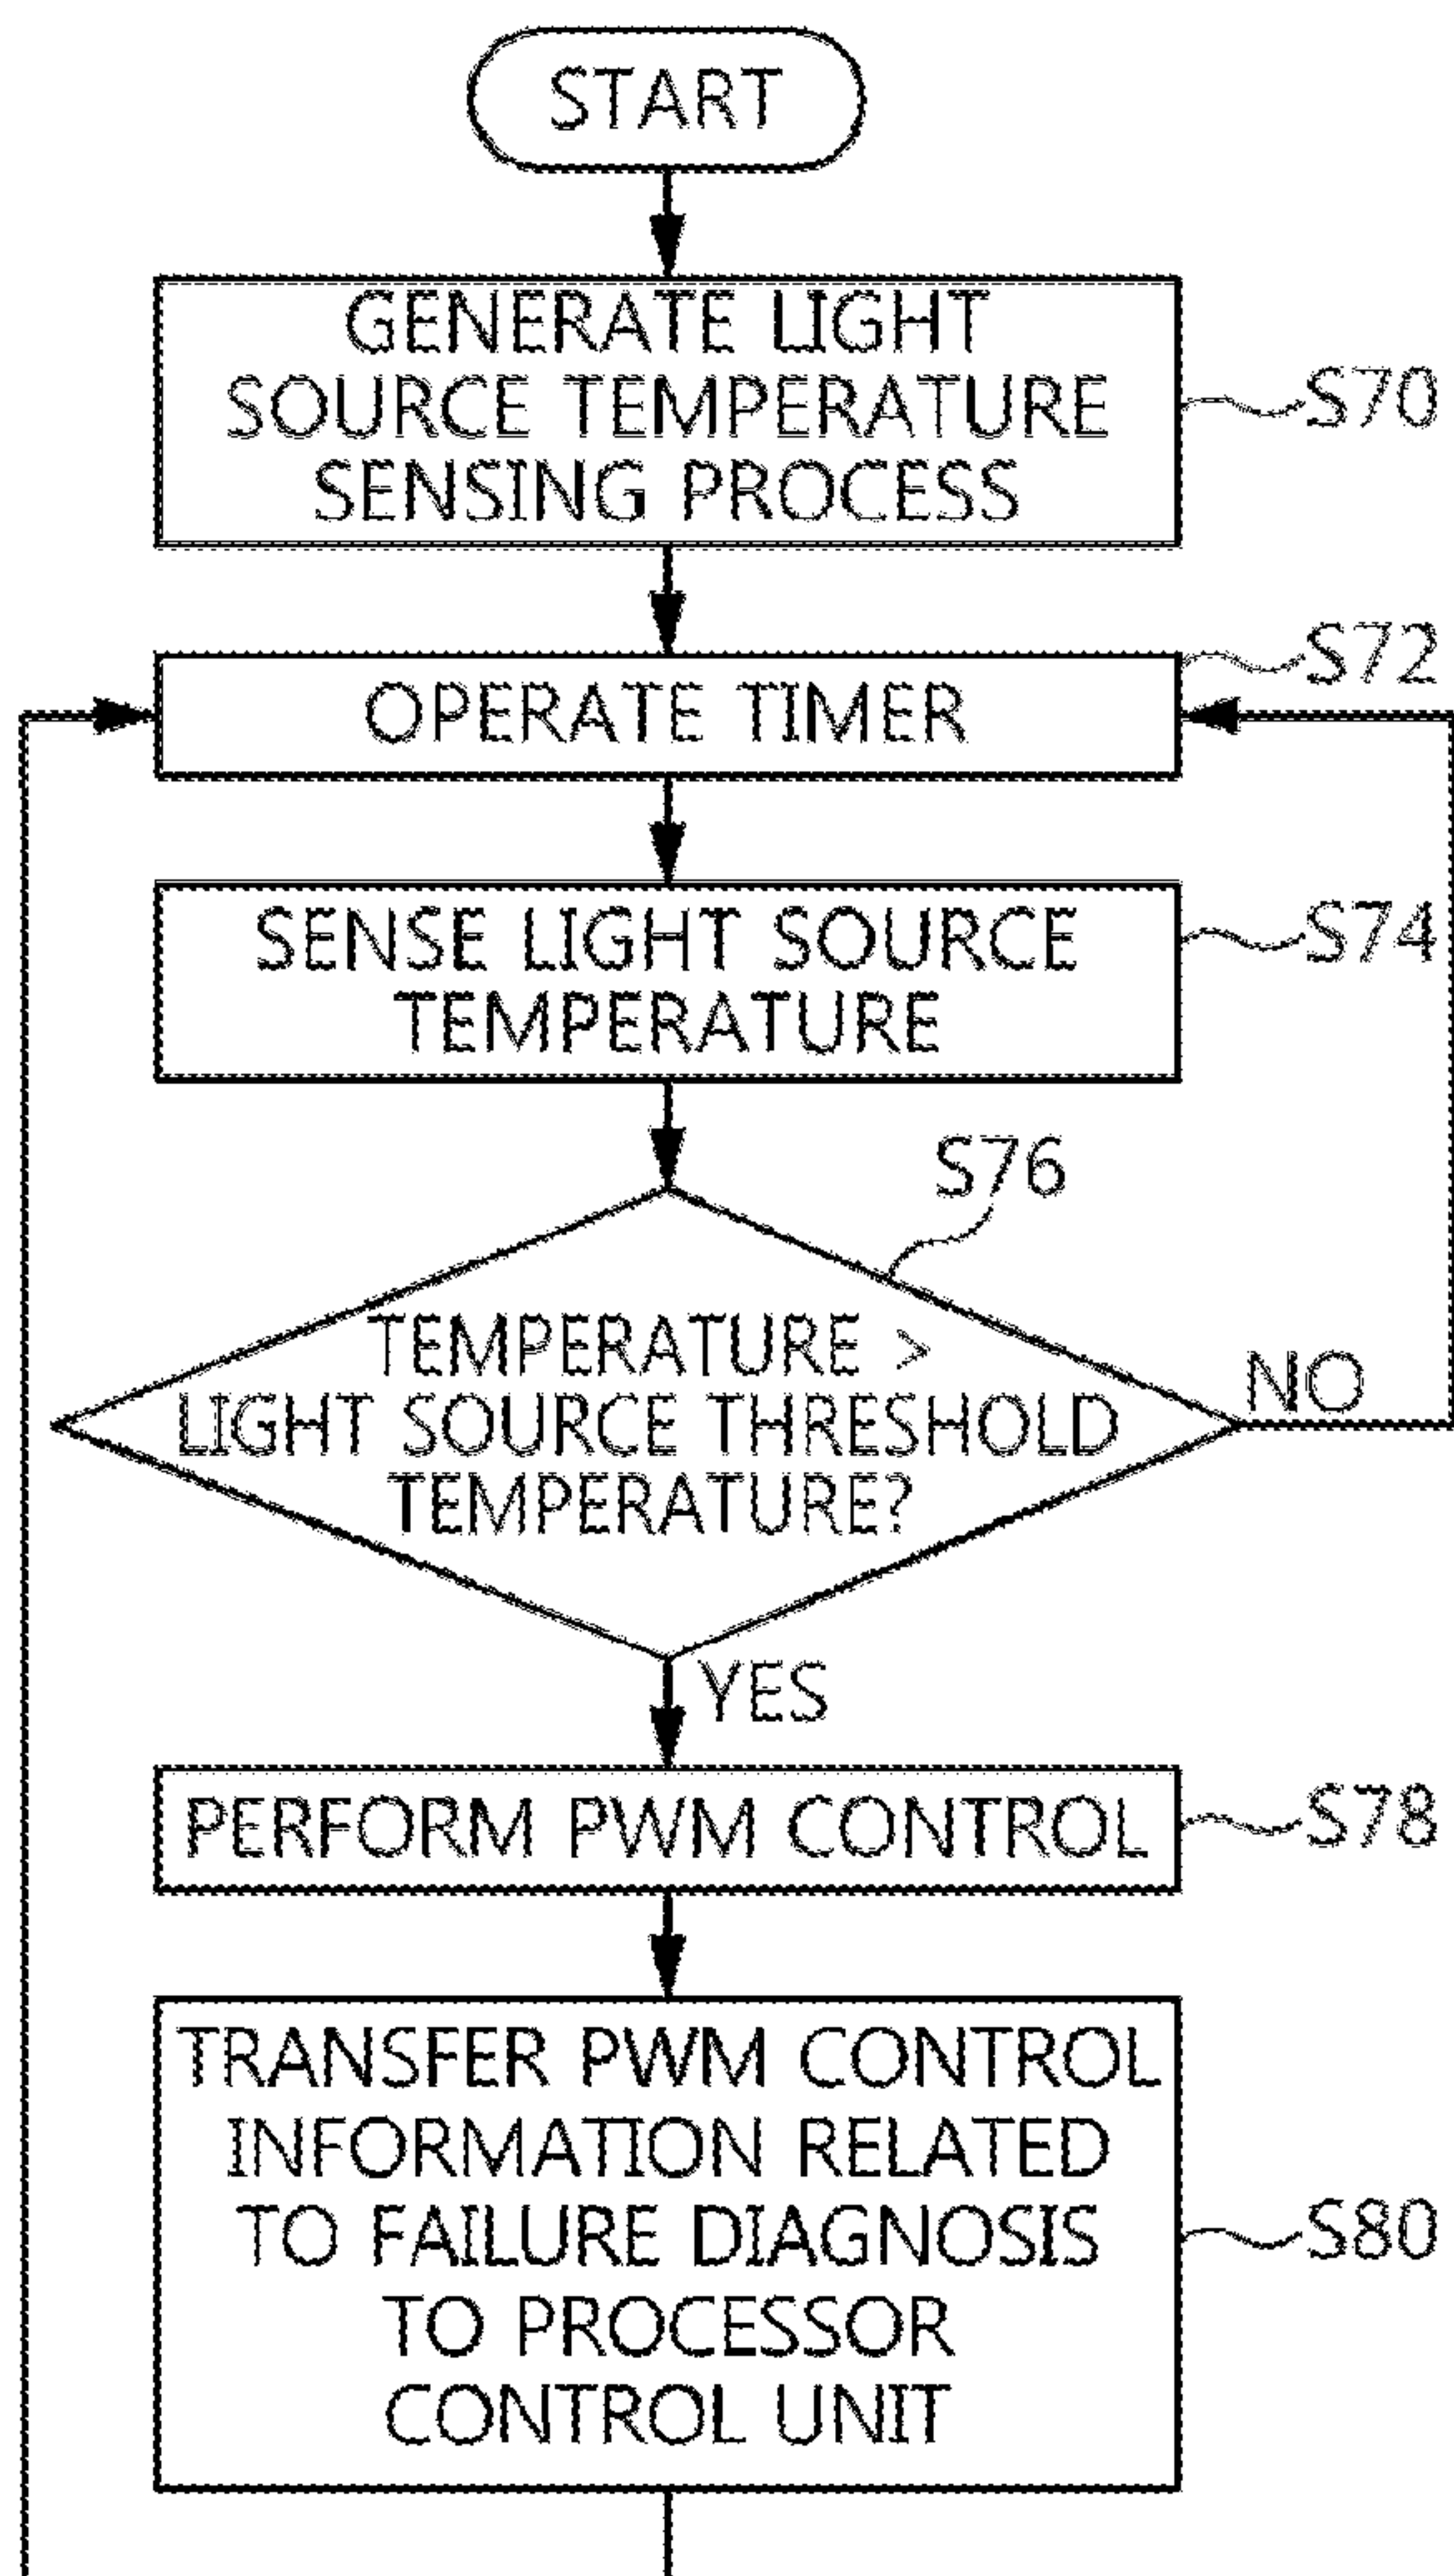 START
GENERATE LIGHT
SOURCE TEMPERATURE
SENSING PROCESS
S70
S72
OPERATE TIMER
SENSE LIGHT SOURCE
TEMPERATURE
S74
S76
TEMPERATURE >
LIGHT SOURCE THRESHOLD
TEMPERATURE?
NO
YES
PERFORM PWM CONTROL
S78
TRANSFER PWM CONTROL
INFORMATION RELATED
TO FAILURE DIAGNOSIS
TO PROCESSOR
CONTROL UNIT
S80